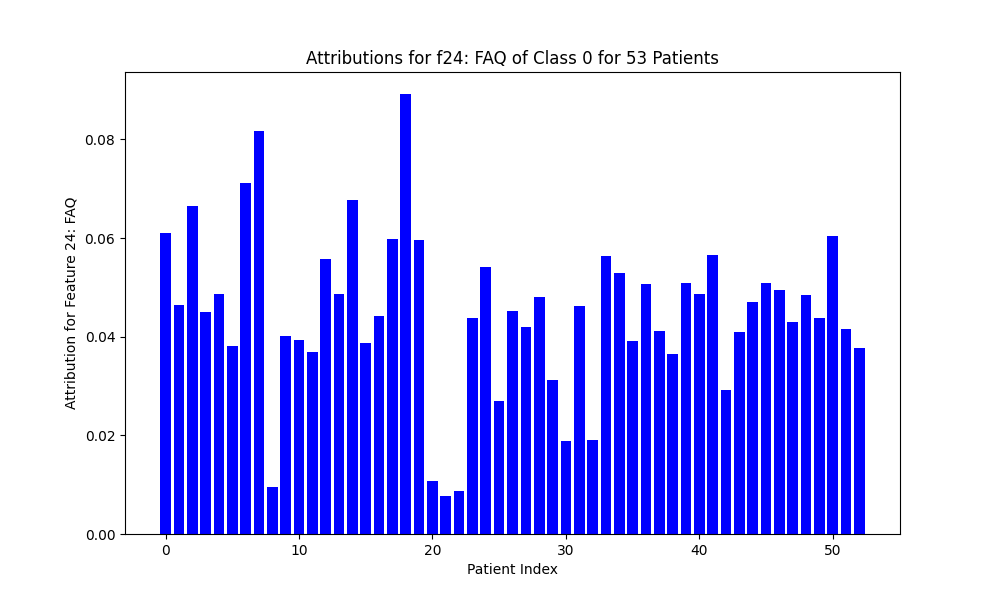 Attributions for f24: FAQ of Class 0 for 53 Patients
Attribution for Feature 24: FAQ
0.08
0.06
0.04
0.02
0.00
0 10 20 30 40 50
Patient Index